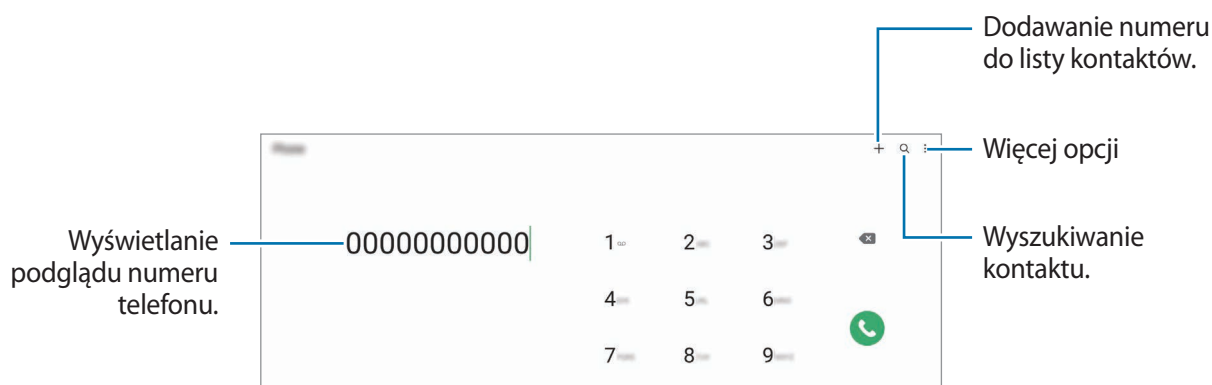 Dodawanie numeru
do listy kontaktów.
Więcej opcji
Wyświetlanie
podglądu numeru
telefonu.
00000000000
1 2 3
Wyszukiwanie
kontaktu.
4 5 6
7 8 9